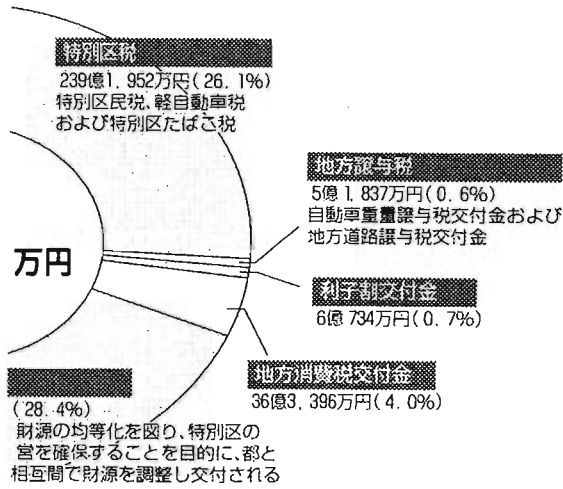 特別区税
239億1,952万円(26.1%)
特別区民税、軽自動車税
および特別区たばこ税
地方譲与税
5億1,837万円(0.6%)
自動車重量譲与税交付金および
地方道路譲与税交付金
万円
利子割交付金
6億734万円(0.7%)
地方消費税交付金
36億3,396万円(4.0%)
(28.4%)
財源の均等化を図り、特別区の
営を確保することを目的に、都と
相互間で財源を調整し交付される